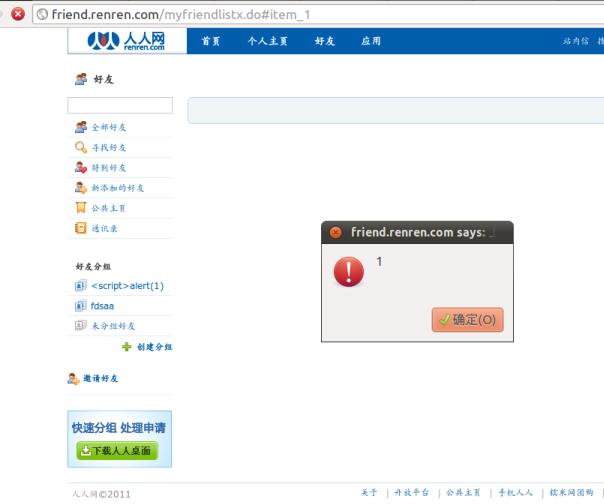 friend.renren.com/myfriendlistx.do#item_1
人人网
renren.com
首页 个人主页 好友 应用 站内信
好友
全部好友
寻找好友
特别好友
新添加的好友
公共主页
通讯录
好友分组
<script>alert(1)
fdsaa
未分组好友
创建分组
邀请好友
快速分组 处理申请
下载人人桌面
friend.renren.com says:
1
确定(O)
人人网©2011
关于 | 开放平台 | 公共主页 | 手机人人 | 糯米网团购 |